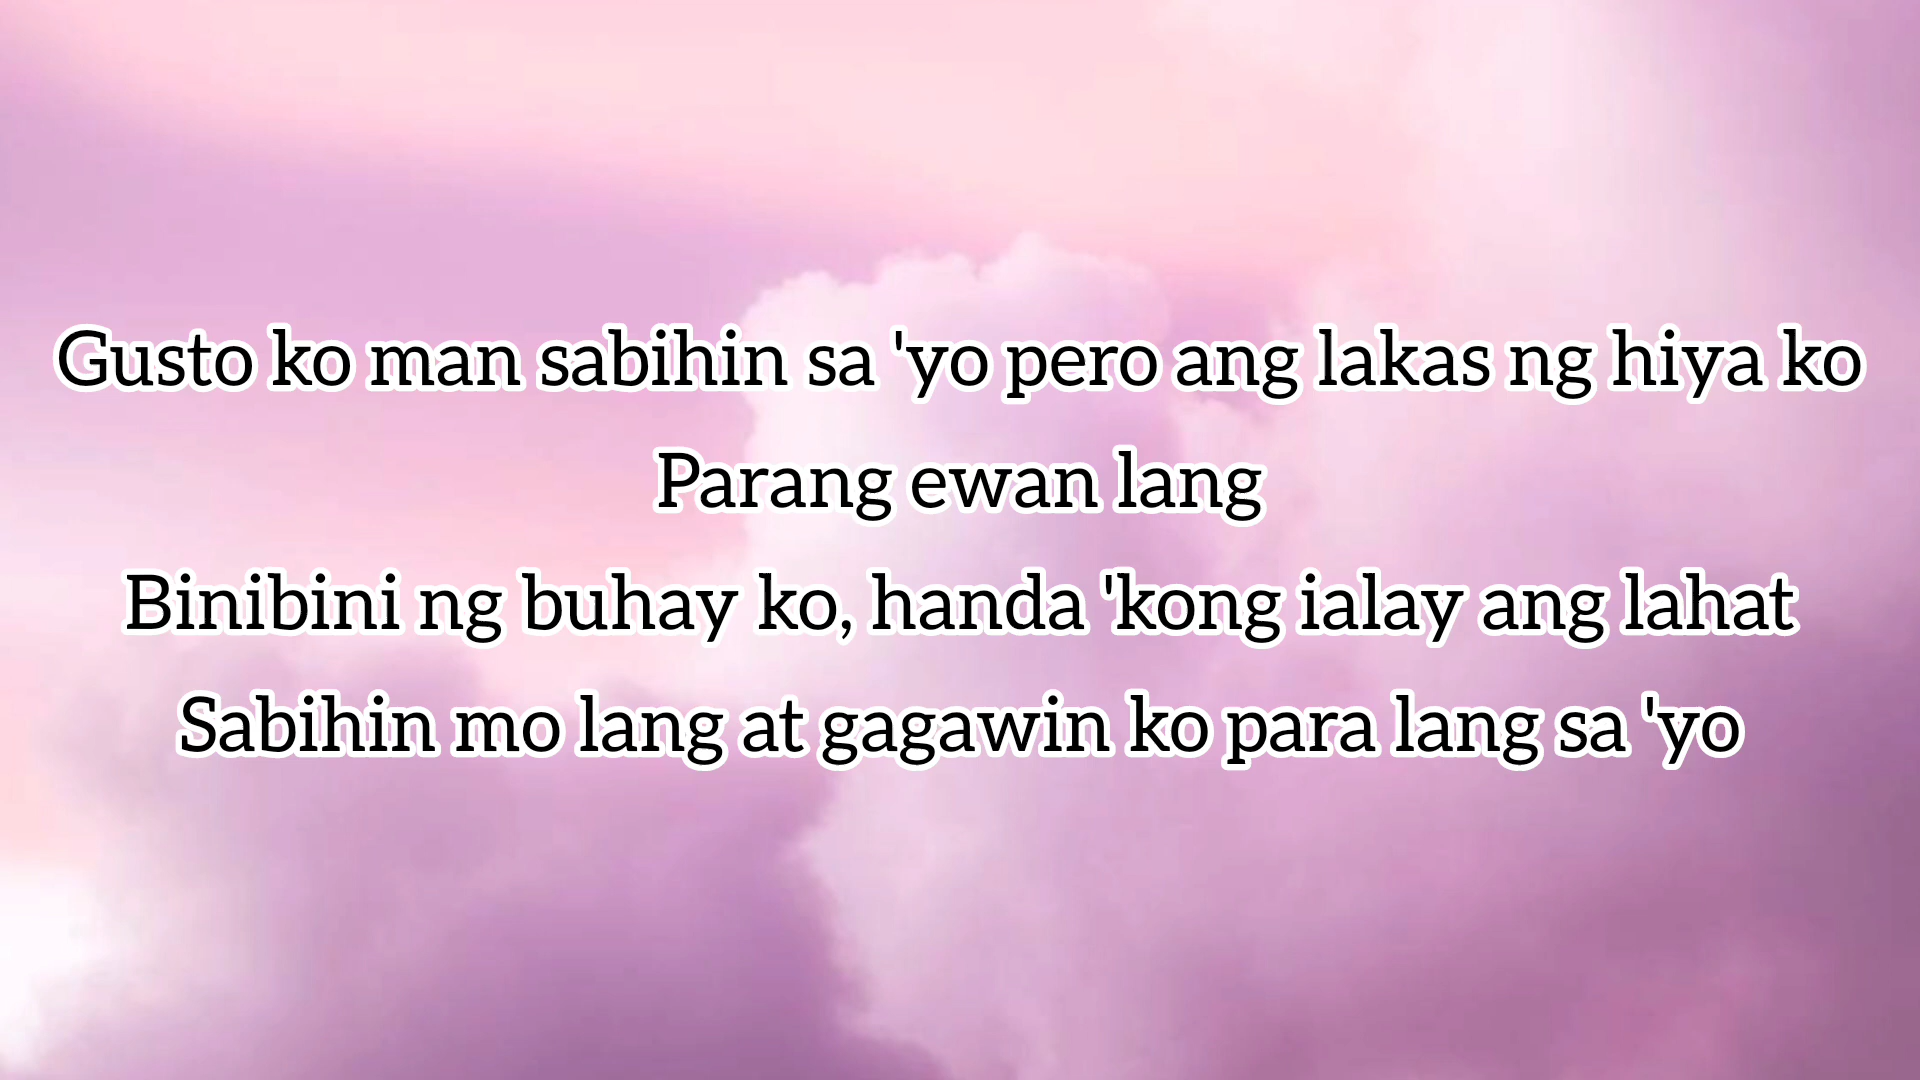 Gusto ko man sabihin sa 'yo pero ang lakas ng hiya ko
Parang ewan lang
Binibini ng buhay ko, handa 'kong ialay ang lahat
Sabihin mo lang at gagawin ko para lang sa 'yo